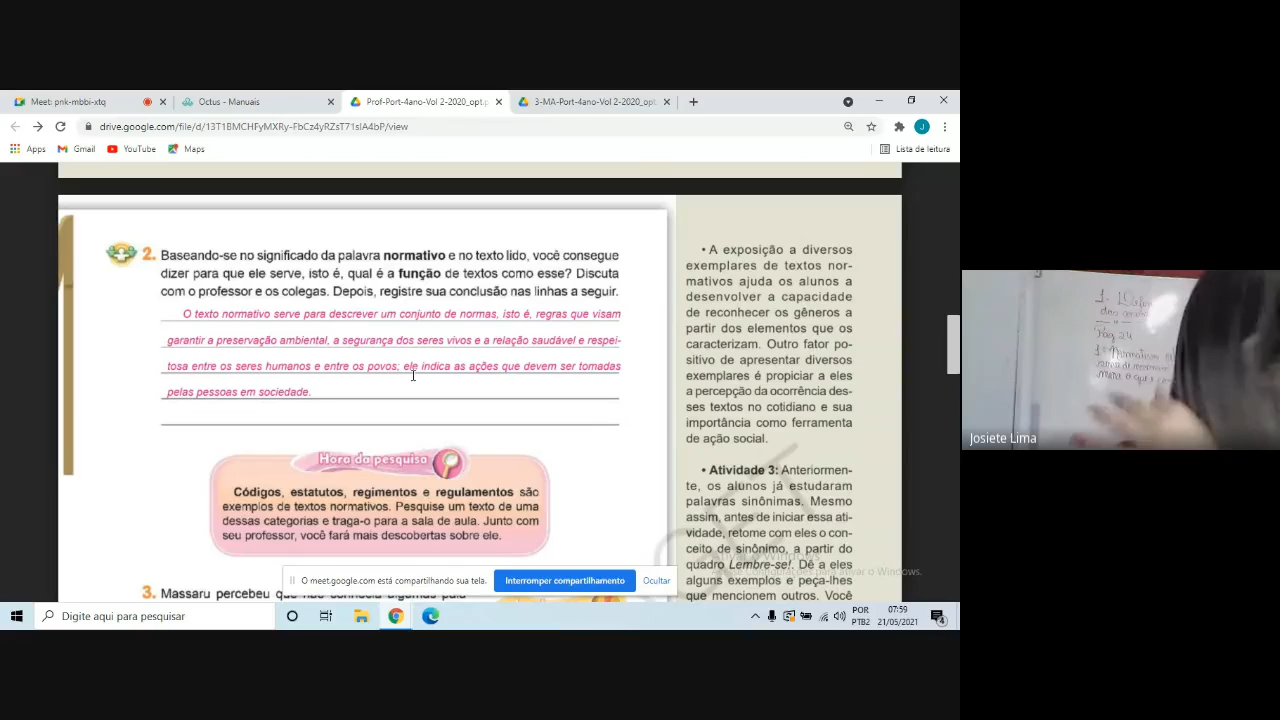 Meet: pnk-mbbi-xtq
Octus - Manuais
Prof-Port-4ano-Vol 2-2020_opt.p
3-MA-Port-4ano-Vol 2-2020_opt.
drive.google.com/file/d/13T1BMCHFyMXRy-FbCz4yRZsT71slA4bP/view
Apps
Gmail
YouTube
Maps
Lista de leitura
2. Baseando-se no significado da palavra normativo e no texto lido, você consegue
dizer para que ele serve, isto é, qual é a função de textos como esse? Discuta
com o professor e os colegas. Depois, registre sua conclusão nas linhas a seguir.
O texto normativo serve para descrever um conjunto de normas, isto é, regras que visam
garantir a preservação ambiental, a segurança dos seres vivos e a relação saudável e respei-
tosa entre os seres humanos e entre os povos; ele indica as ações que devem ser tomadas
pelas pessoas em sociedade.
Hora da pesquisa
Códigos, estatutos, regimentos e regulamentos são
exemplos de textos normativos. Pesquise um texto de uma
dessas categorias e traga-o para a sala de aula. Junto com
seu professor, você fará mais descobertas sobre ele.
3. Massaru percebeu que não conhecia algumas pala
• A exposição a diversos
exemplares de textos nor-
mativos ajuda os alunos a
desenvolver a capacidade
de reconhecer os gêneros a
partir dos elementos que os
caracterizam. Outro fator po-
sitivo de apresentar diversos
exemplares é propiciar a eles
a percepção da ocorrência des-
ses textos no cotidiano e sua
importância como ferramenta
de ação social.
• Atividade 3: Anteriormen-
te, os alunos já estudaram
palavras sinônimas. Mesmo
assim, antes de iniciar essa ati-
vidade, retome com eles o con-
ceito de sinônimo, a partir do
quadro Lembre-se!. Dê a eles
alguns exemplos e peça-lhes
que mencionem outros. Você
O meet.google.com está compartilhando sua tela.
Interromper compartilhamento
Ocultar
Digite aqui para pesquisar
POR
PTB2
07:59
21/05/2021
4
Pág 24
Josiete Lima